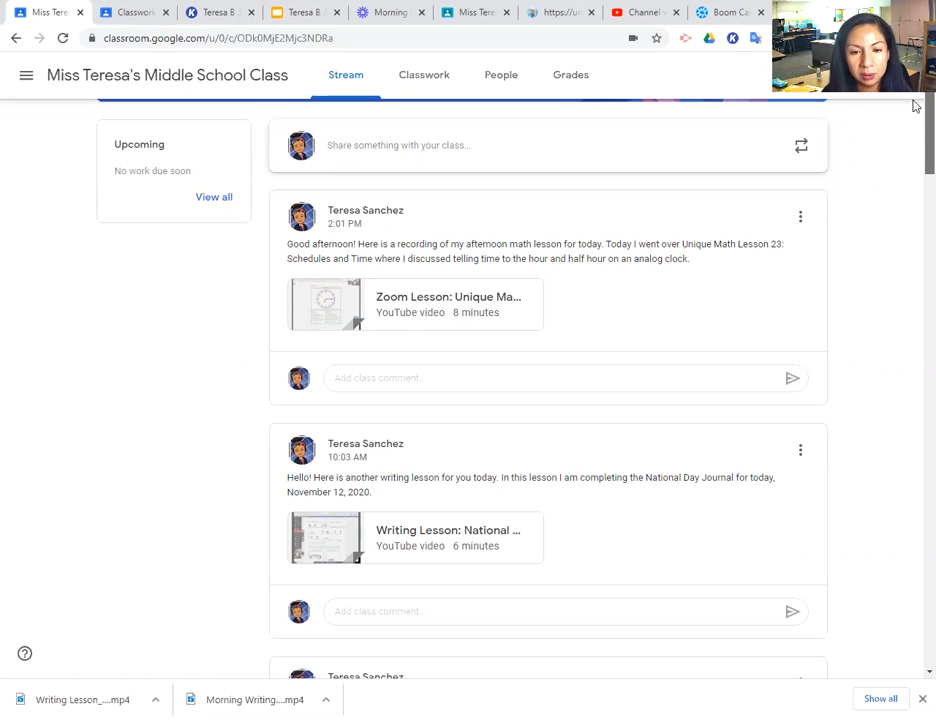 Miss Tere
Classwork
Teresa B
Teresa B
Morning
Miss Tere
https://un
Channel v
Boom Ca
classroom.google.com/u/0/c/ODk0MjE2Mjc3NDRa
Miss Teresa's Middle School Class
Stream
Classwork
People
Grades
Upcoming
No work due soon
View all
Share something with your class...
Teresa Sanchez
2:01 PM
Good afternoon! Here is a recording of my afternoon math lesson for today. Today I went over Unique Math Lesson 23:
Schedules and Time where I discussed telling time to the hour and half hour on an analog clock.
Zoom Lesson: Unique Ma...
YouTube video 8 minutes
Add class comment...
Teresa Sanchez
10:03 AM
Hello! Here is another writing lesson for you today. In this lesson I am completing the National Day Journal for today,
November 12, 2020.
Writing Lesson: National ...
YouTube video 6 minutes
Add class comment...
Teresa Sanchez
Writing Lesson_....mp4
Morning Writing....mp4
Show all